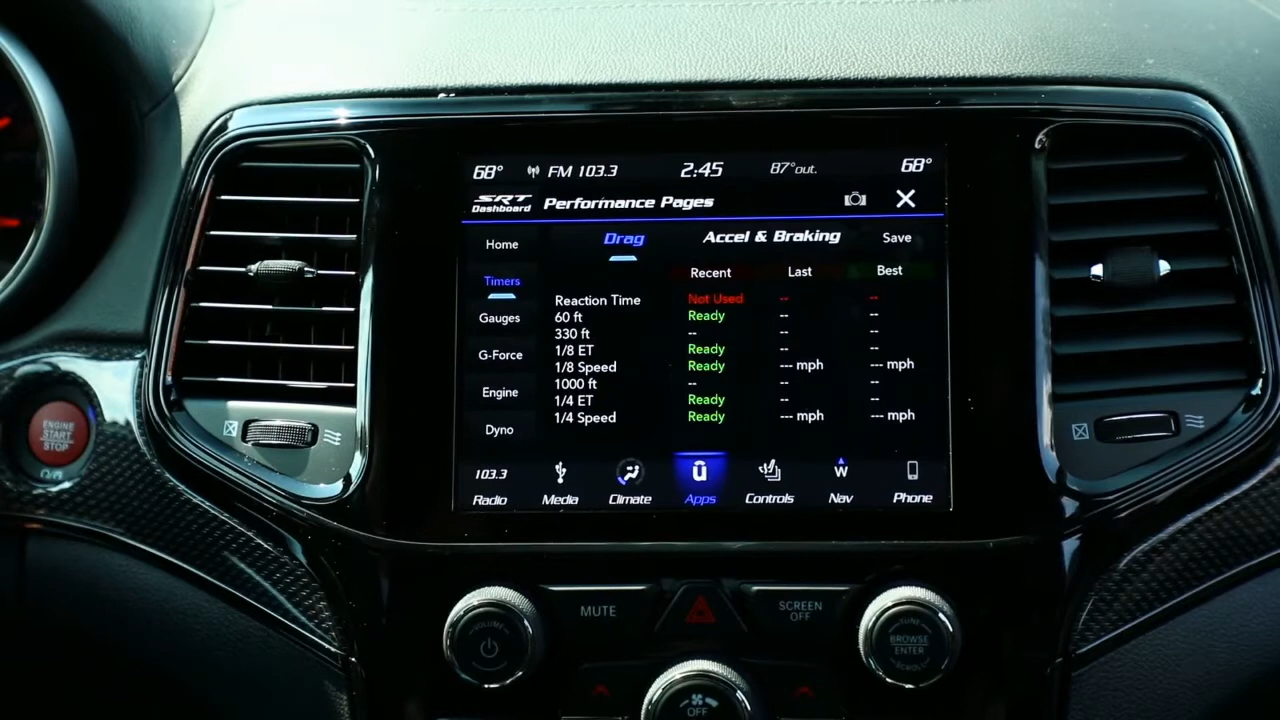 68° FM 103.3 2:45 87°out. 68°
SRT Dashboard Performance Pages X
Home Drag Accel & Braking Save
Timers Recent Last Best
Reaction Time Not Used -- --
Gauges 60 ft Ready -- --
330 ft -- -- --
G-Force 1/8 ET Ready -- --
1/8 Speed Ready --- mph --- mph
Engine 1000 ft -- -- --
1/4 ET Ready -- --
Dyno 1/4 Speed Ready --- mph --- mph
103.3 W
Radio Media Climate Apps Controls Nav Phone
ENGINE
START
STOP
MUTE
SCREEN
OFF
VOLUME
TUNE
BROWSE
ENTER
SCROLL
OFF